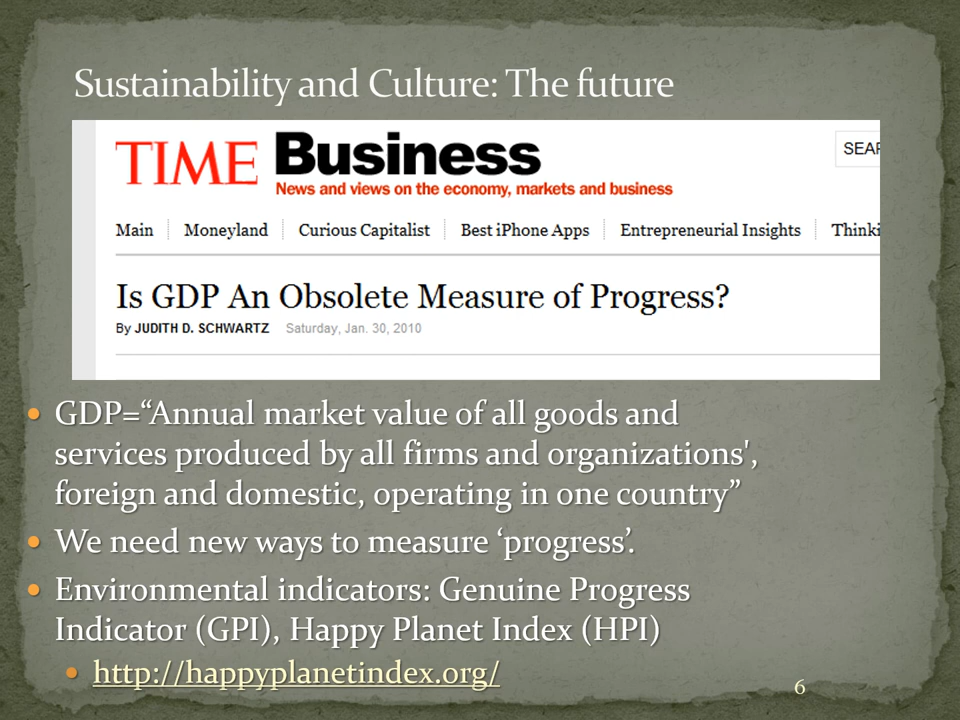 Sustainability and Culture: The future
TIME Business
News and views on the economy, markets and business
SEAR
Main Moneyland Curious Capitalist Best iPhone Apps Entrepreneurial Insights Thinki
Is GDP An Obsolete Measure of Progress?
By JUDITH D. SCHWARTZ Saturday, Jan. 30, 2010
• GDP=“Annual market value of all goods and
services produced by all firms and organizations',
foreign and domestic, operating in one country”
• We need new ways to measure ‘progress’.
• Environmental indicators: Genuine Progress
Indicator (GPI), Happy Planet Index (HPI)
• http://happyplanetindex.org/
6